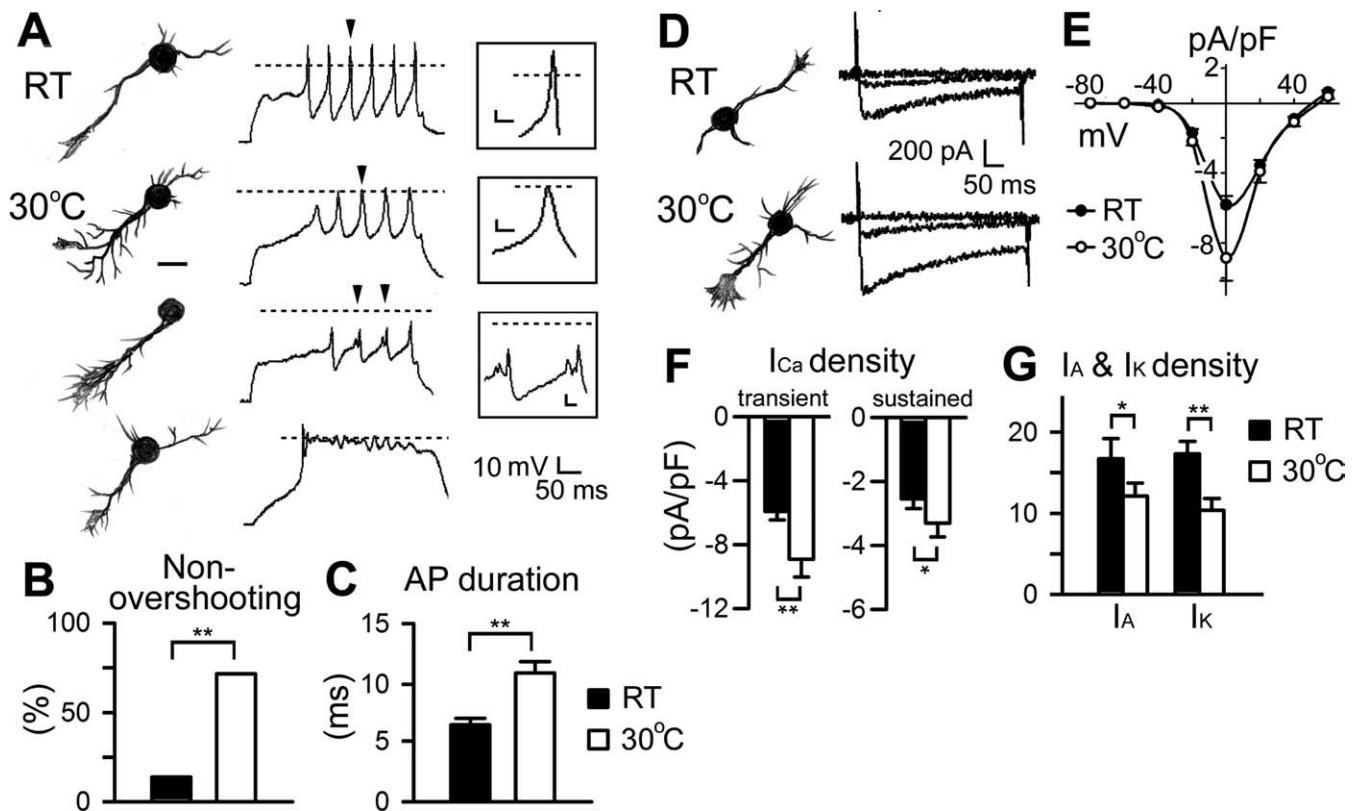 A
RT
30°C
10 mV
50 ms
B
Non-
overshooting
100
50
0
(%)
**
C
AP duration
15
10
5
0
(ms)
**
RT
30°C
D
RT
30°C
200 pA
50 ms
E
pA/pF
2
-80
-40
40
mV
-4
-8
RT
30°C
F
ICa density
transient
sustained
0
-4
-8
-12
(pA/pF)
**
0
-2
-4
-6
*
G
IA & IK density
20
10
0
*
**
IA
IK
RT
30°C